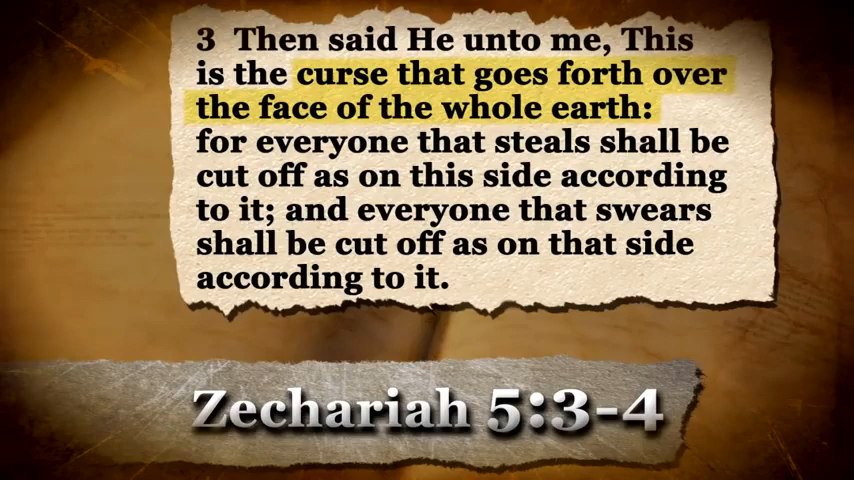 3 Then said He unto me, This
is the curse that goes forth over
the face of the whole earth:
for everyone that steals shall be
cut off as on this side according
to it; and everyone that swears
shall be cut off as on that side
according to it.
Zechariah 5:3-4